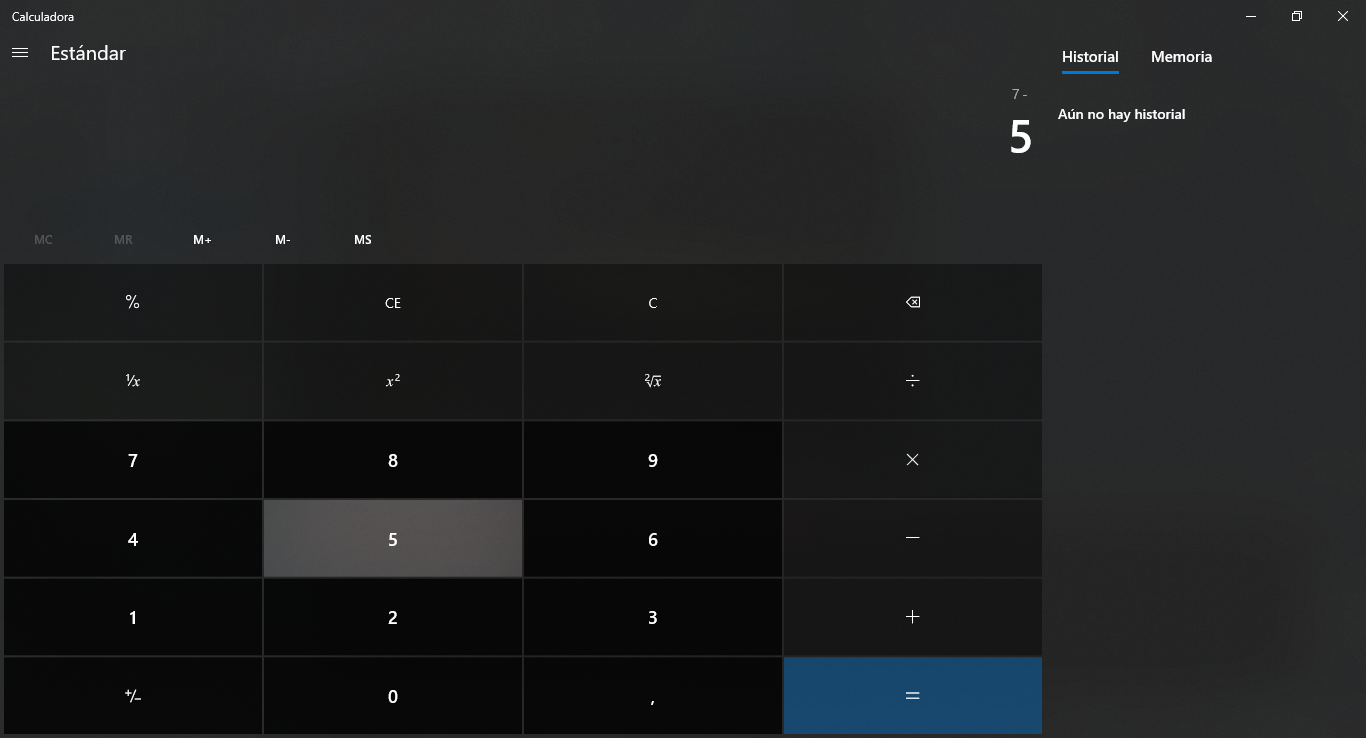 Calculadora
Estándar
Historial Memoria
7 -
5
Aún no hay historial
MC MR M+ M- MS
% CE C
⅟x x² ²√x ÷
7 8 9 ×
4 5 6 −
1 2 3 +
+/− 0 , =